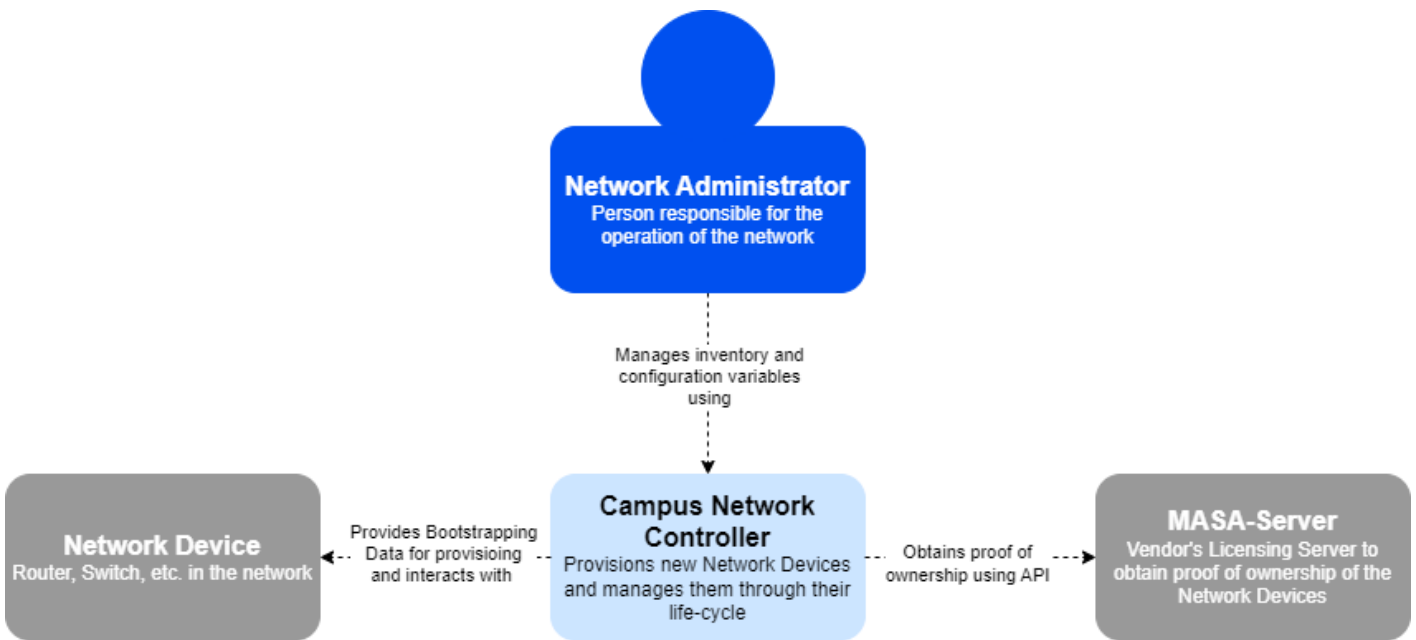 Network Administrator
Person responsible for the
operation of the network
Manages inventory and
configuration variables
using
Network Device
Router, Switch, etc. in the network
Provides Bootstrapping
Data for provisioing
and interacts with
Campus Network
Controller
Provisions new Network Devices
and manages them through their
life-cycle
Obtains proof of
ownership using API
MASA-Server
Vendor's Licensing Server to
obtain proof of ownership of the
Network Devices